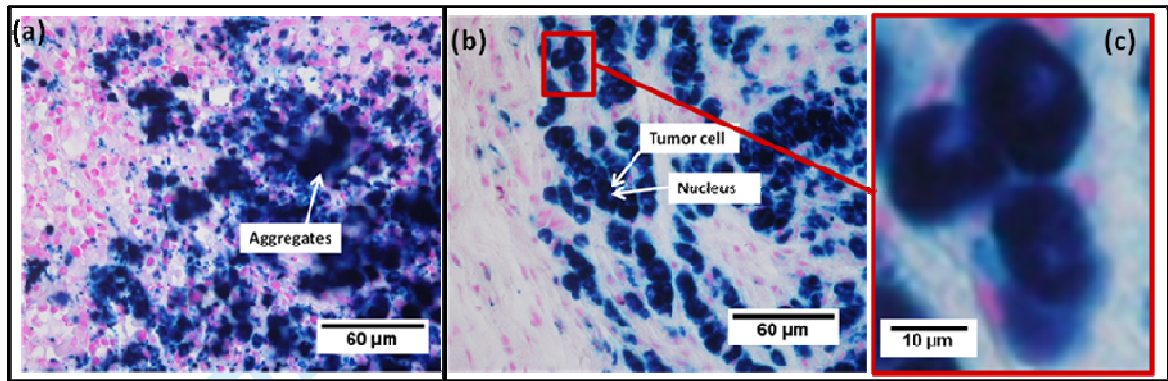 (a)
Aggregates
60 µm
(b)
Tumor cell
Nucleus
60 µm
(c)
10 µm